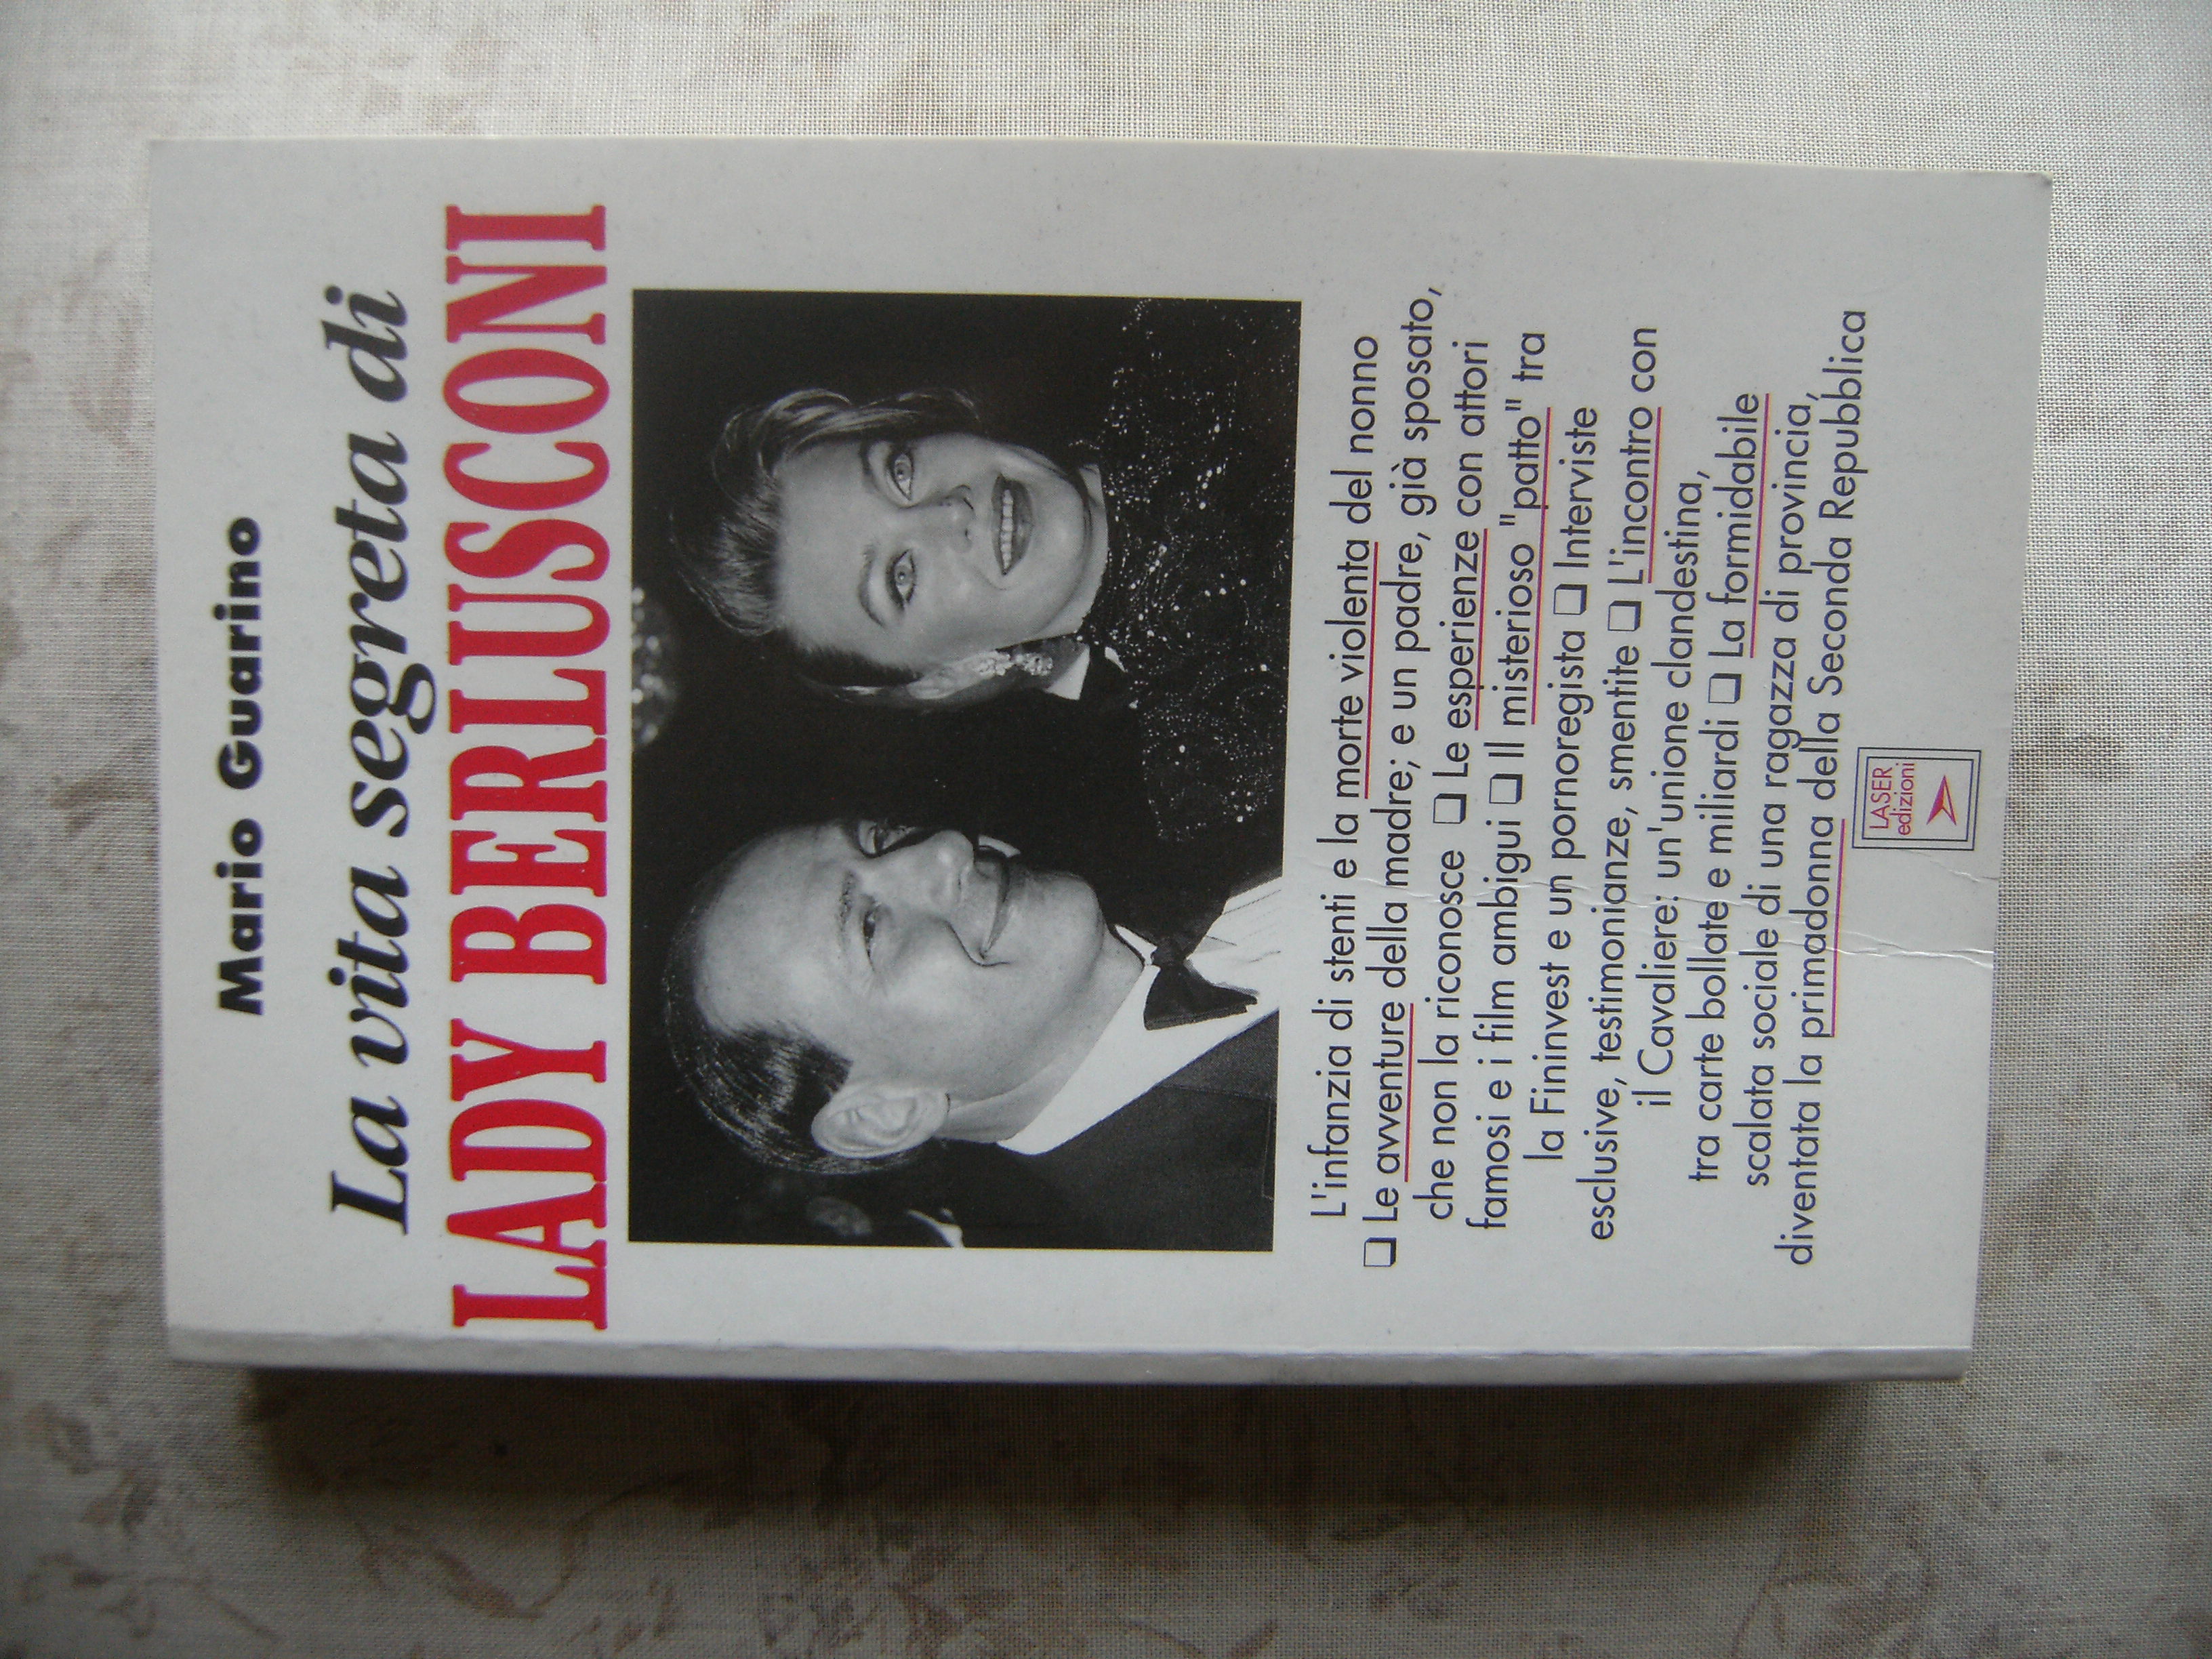 Mario Guarino
La vita segreta di
LADY BERLUSCONI
L'infanzia di stenti e la morte violenta del nonno
❑ Le avventure della madre; e un padre, già sposato,
che non la riconosce ❑ Le esperienze con attori
famosi e i film ambigui ❑ Il misterioso "patto" tra
la Fininvest e un pornoregista ❑ Interviste
esclusive, testimonianze, smentite ❑ L'incontro con
il Cavaliere: un'unione clandestina,
tra carte bollate e miliardi ❑ La formidabile
scalata sociale di una ragazza di provincia,
diventata la primadonna della Seconda Repubblica
LASER
edizioni